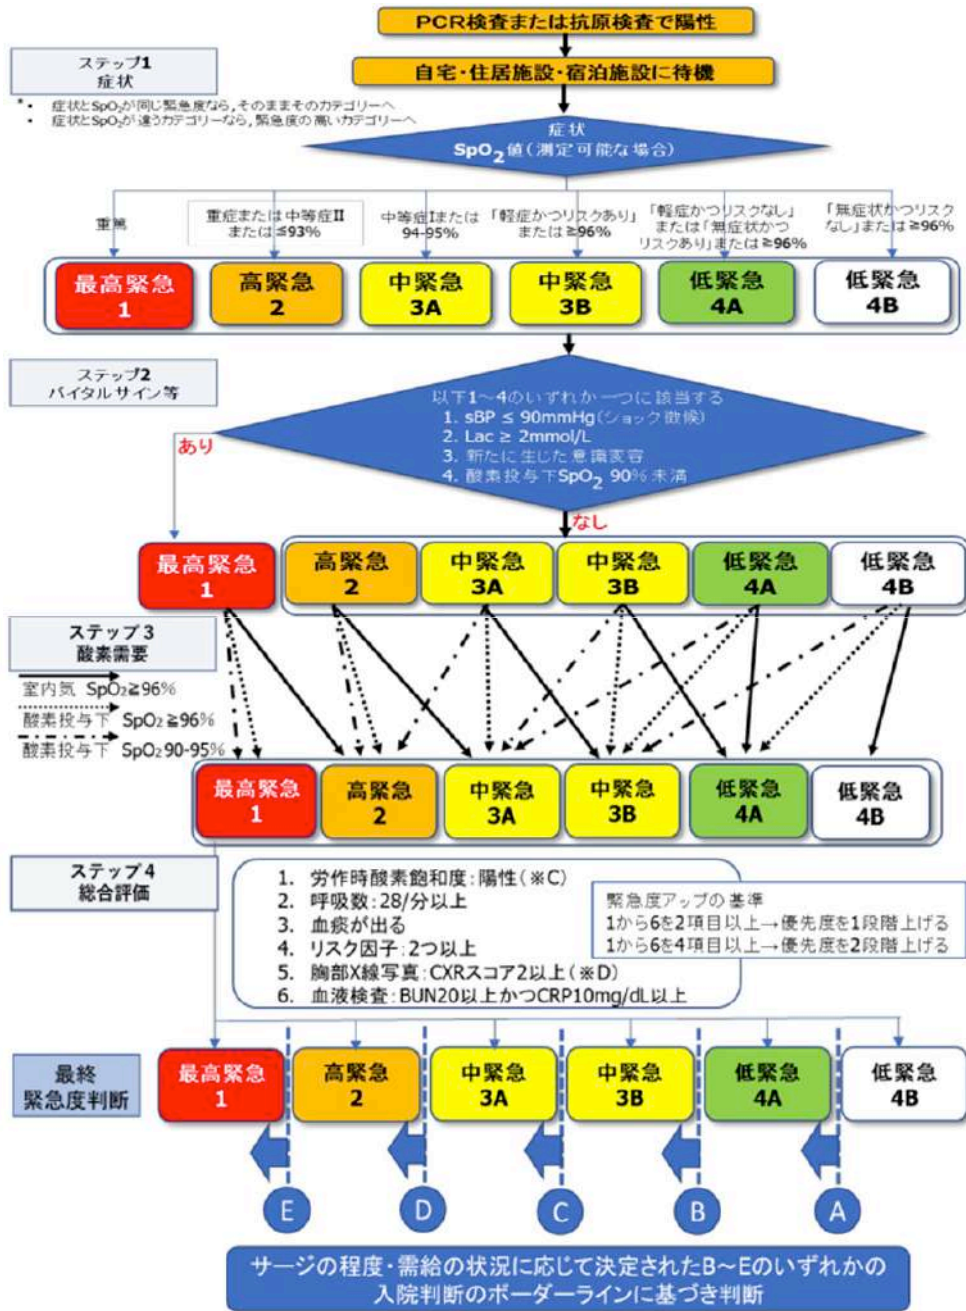 PCR検査または抗原検査で陽性
ステップ1
症状
自宅・住居施設・宿泊施設に待機
*・ 症状とSpO₂が同じ緊急度なら,そのままそのカテゴリーへ
・ 症状とSpO₂が違うカテゴリーなら,緊急度の高いカテゴリーへ
症状
SpO₂値(測定可能な場合)
重篤
重症または中等症Ⅱ
または≦93%
中等症Ⅰまたは
94-95%
「軽症かつリスクあり」
または≧96%
「軽症かつリスクなし」
または「無症状かつ
リスクあり」または≧96%
「無症状かつリスク
なし」または≧96%
最高緊急
1
高緊急
2
中緊急
3A
中緊急
3B
低緊急
4A
低緊急
4B
ステップ2
バイタルサイン等
以下1~4のいずれか一つに該当する
1. sBP ≤ 90mmHg(ショック徴候)
2. Lac ≥ 2mmol/L
3. 新たに生じた意識変容
4. 酸素投与下SpO₂ 90%未満
あり
なし
最高緊急
1
高緊急
2
中緊急
3A
中緊急
3B
低緊急
4A
低緊急
4B
ステップ3
酸素需要
室内気 SpO₂≧96%
酸素投与下 SpO₂≧96%
酸素投与下 SpO₂90-95%
最高緊急
1
高緊急
2
中緊急
3A
中緊急
3B
低緊急
4A
低緊急
4B
ステップ4
総合評価
1. 労作時酸素飽和度:陽性(※C)
2. 呼吸数:28/分以上
3. 血痰が出る
4. リスク因子:2つ以上
5. 胸部X線写真:CXRスコア2以上(※D)
6. 血液検査:BUN20以上かつCRP10mg/dL以上
緊急度アップの基準
1から6を2項目以上→優先度を1段階上げる
1から6を4項目以上→優先度を2段階上げる
最終
緊急度判断
最高緊急
1
高緊急
2
中緊急
3A
中緊急
3B
低緊急
4A
低緊急
4B
E
D
C
B
A
サージの程度・需給の状況に応じて決定されたB~Eのいずれかの
入院判断のボーダーラインに基づき判断